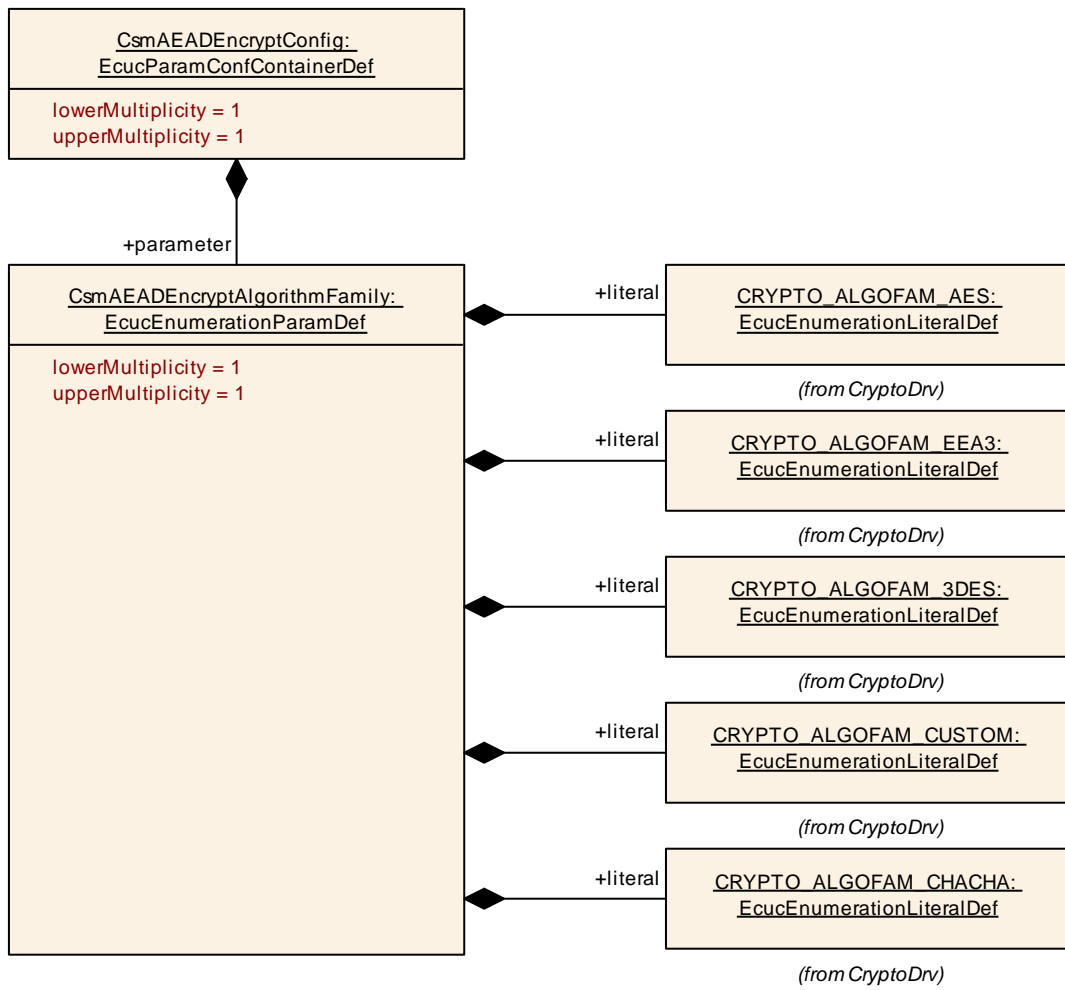 CsmAEADEncryptConfig:
EcucParamConfContainerDef
lowerMultiplicity = 1
upperMultiplicity = 1
+parameter
CsmAEADEncryptAlgorithmFamily:
EcucEnumerationParamDef
lowerMultiplicity = 1
upperMultiplicity = 1
+literal
CRYPTO_ALGOFAM_AES:
EcucEnumerationLiteralDef
(from CryptoDrv)
+literal
CRYPTO_ALGOFAM_EEA3:
EcucEnumerationLiteralDef
(from CryptoDrv)
+literal
CRYPTO_ALGOFAM_3DES:
EcucEnumerationLiteralDef
(from CryptoDrv)
+literal
CRYPTO_ALGOFAM_CUSTOM:
EcucEnumerationLiteralDef
(from CryptoDrv)
+literal
CRYPTO_ALGOFAM_CHACHA:
EcucEnumerationLiteralDef
(from CryptoDrv)